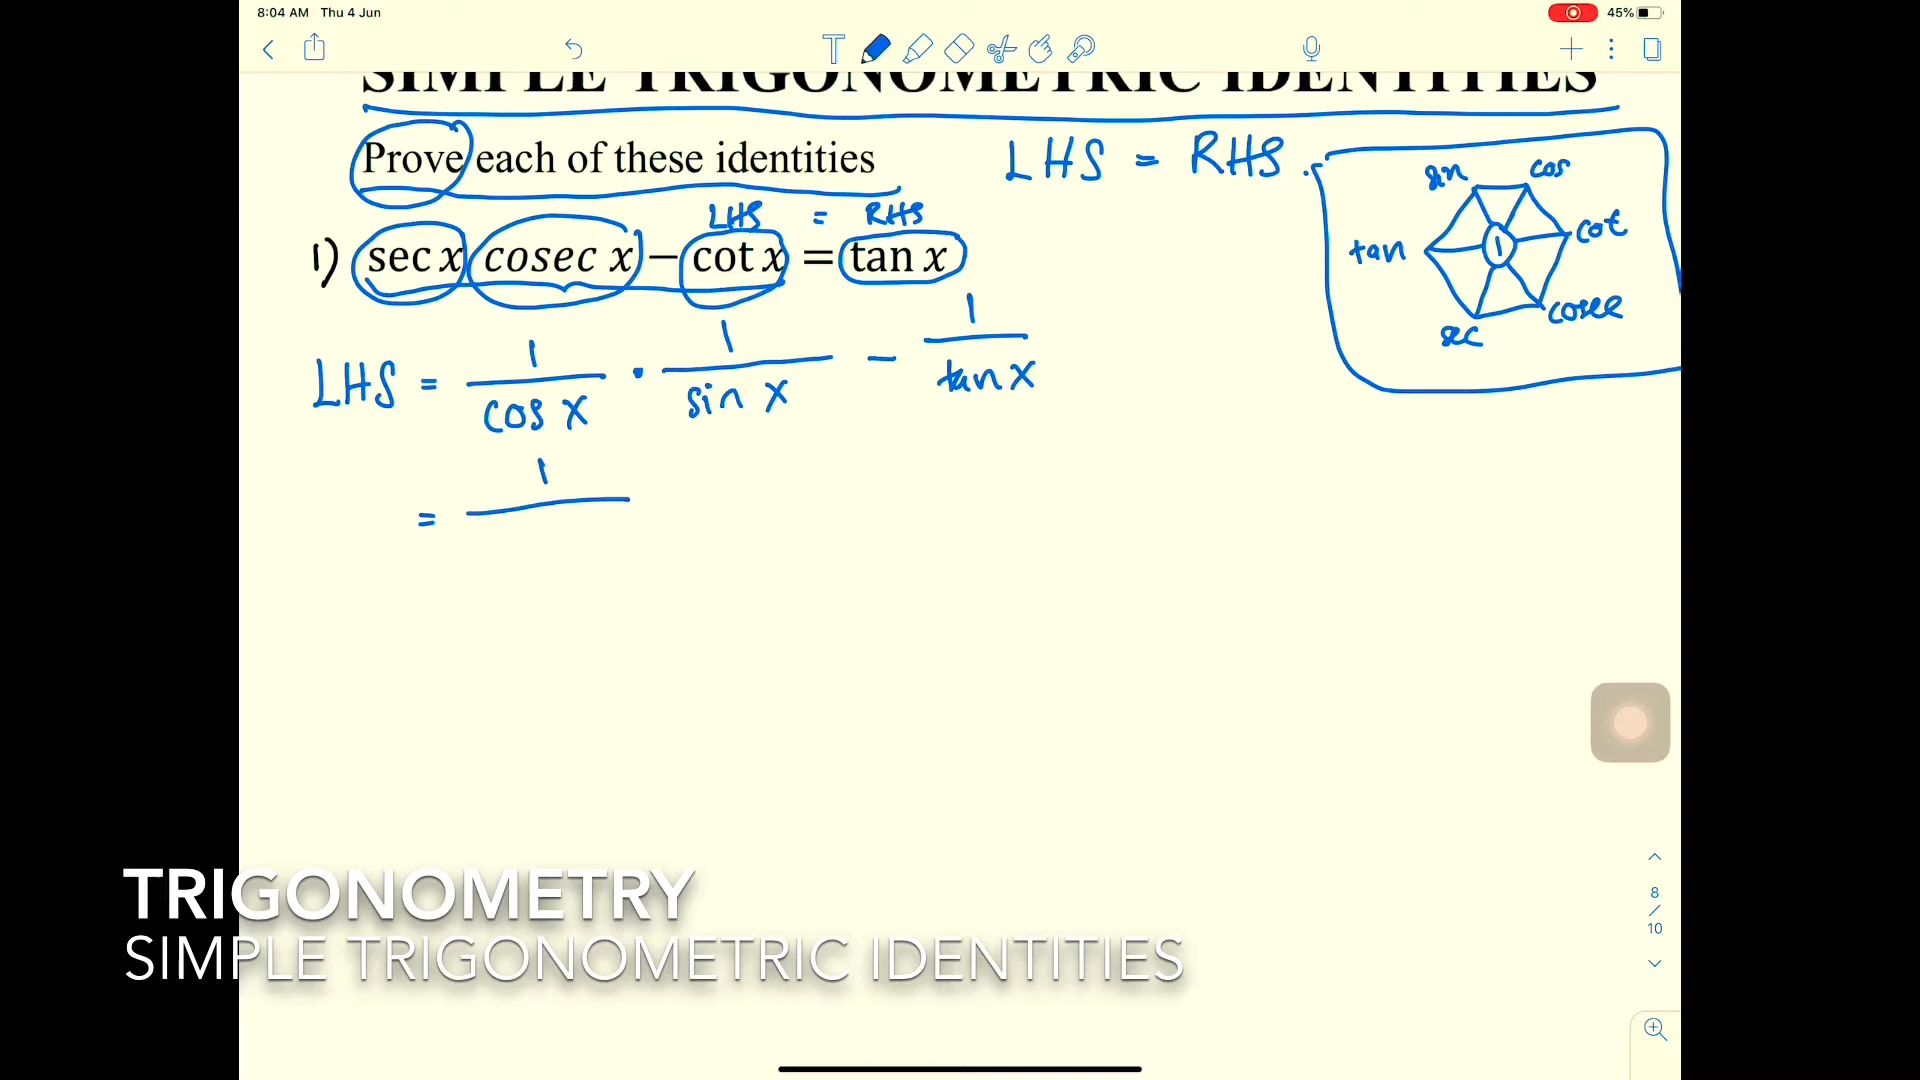 8:04 AM Thu 4 Jun 45%
SIMPLE TRIGONOMETRIC IDENTITIES
Prove each of these identities LHS = RHS.
LHS = RHS
1) sec x cosec x − cot x = tan x
sin cos
tan 1 cot
sec cosec
LHS = 1/cos x · 1/sin x − 1/tan x
= 1/
8
/
10
TRIGONOMETRY
SIMPLE TRIGONOMETRIC IDENTITIES